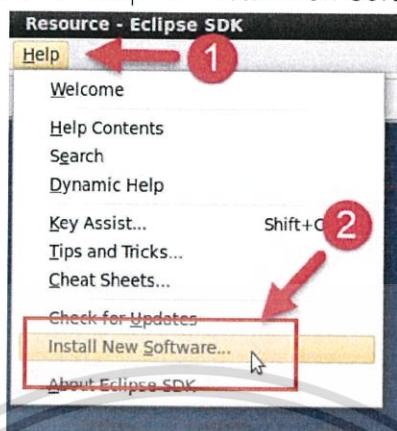 Resource - Eclipse SDK
Help
1
Welcome
Help Contents
Search
Dynamic Help
Key Assist...
Shift+C
2
Tips and Tricks...
Cheat Sheets...
Check for Updates
Install New Software...
About Eclipse SDK